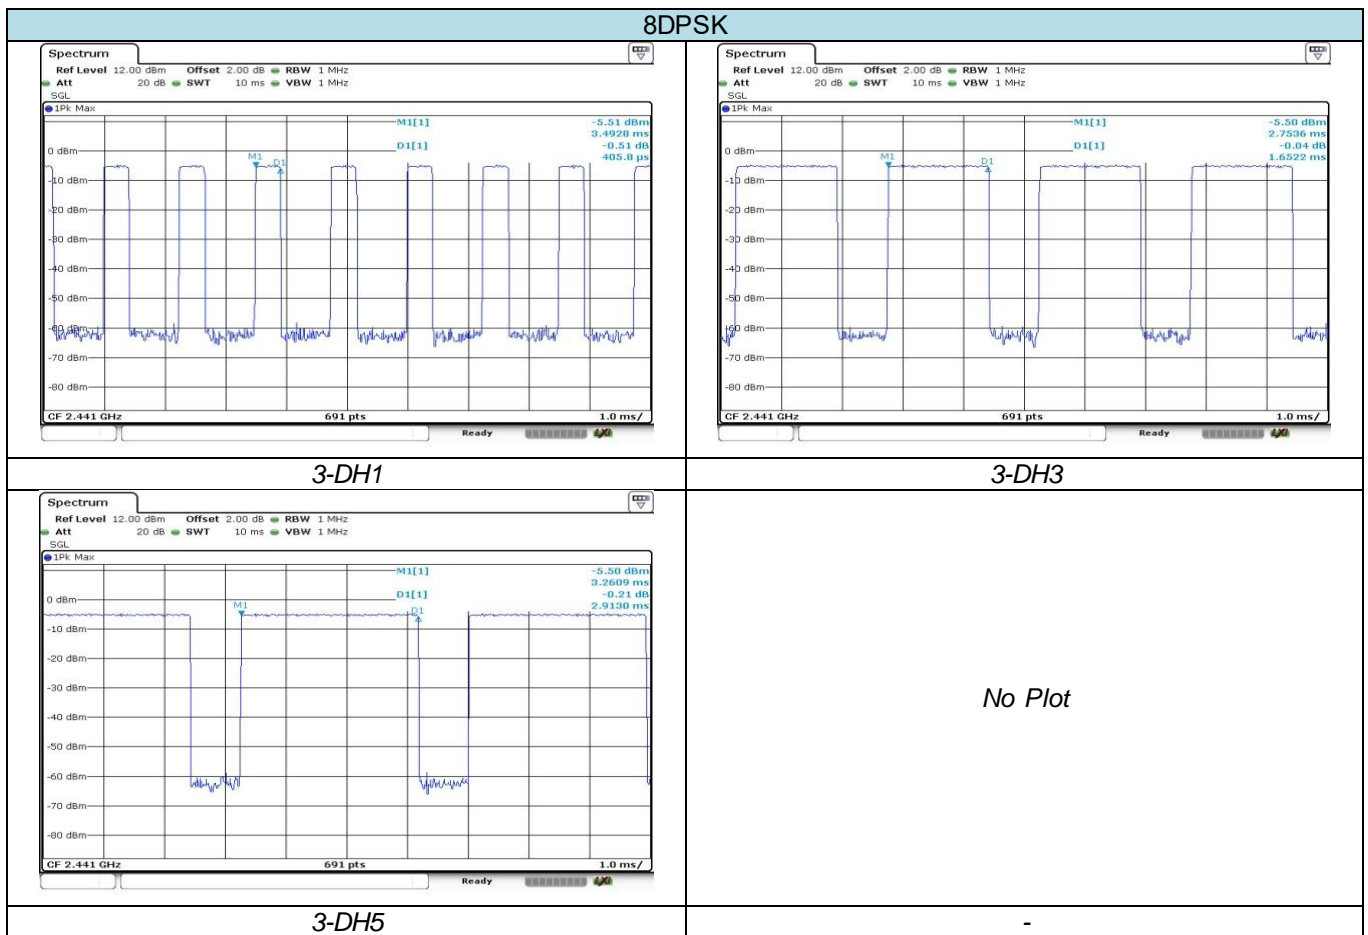 8DPSK
Spectrum
Ref Level 12.00 dBm Offset 2.00 dB RBW 1 MHz
Att 20 dB SWT 10 ms VBW 1 MHz
SGL
1Pk Max
M1[1] -5.51 dBm
3.4928 ms
0 dBm D1[1] -0.51 dB
405.8 µs
M1 D1
-10 dBm
-20 dBm
-30 dBm
-40 dBm
-50 dBm
-60 dBm
-70 dBm
-80 dBm
CF 2.441 GHz 691 pts 1.0 ms/
Ready
Spectrum
Ref Level 12.00 dBm Offset 2.00 dB RBW 1 MHz
Att 20 dB SWT 10 ms VBW 1 MHz
SGL
1Pk Max
M1[1] -5.50 dBm
2.7536 ms
0 dBm D1[1] -0.04 dB
1.6522 ms
M1 D1
-10 dBm
-20 dBm
-30 dBm
-40 dBm
-50 dBm
-60 dBm
-70 dBm
-80 dBm
CF 2.441 GHz 691 pts 1.0 ms/
Ready
3-DH1 3-DH3
Spectrum
Ref Level 12.00 dBm Offset 2.00 dB RBW 1 MHz
Att 20 dB SWT 10 ms VBW 1 MHz
SGL
1Pk Max
M1[1] -5.50 dBm
3.2609 ms
0 dBm D1[1] -0.21 dB
2.9130 ms
M1 D1
-10 dBm
-20 dBm
-30 dBm
-40 dBm
-50 dBm
-60 dBm
-70 dBm
-80 dBm
CF 2.441 GHz 691 pts 1.0 ms/
Ready
No Plot
3-DH5 -